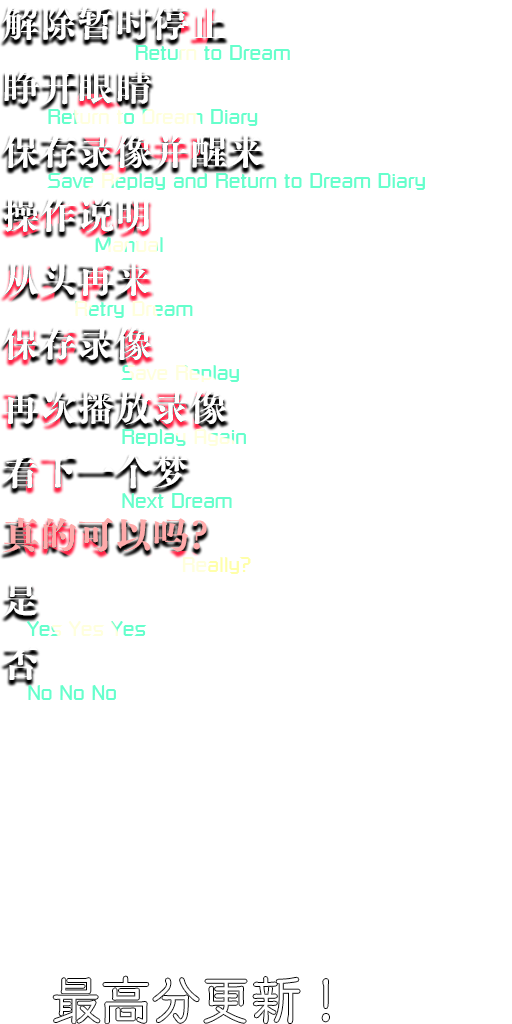 解除暂时停止
Return to Dream
睁开眼睛
Return to Dream Diary
保存录像并醒来
Save Replay and Return to Dream Diary
操作说明
Manual
从头再来
Retry Dream
保存录像
Save Replay
再次播放录像
Replay Again
看下一个梦
Next Dream
真的可以吗?
Really?
是
Yes Yes Yes
否
No No No
最高分更新！